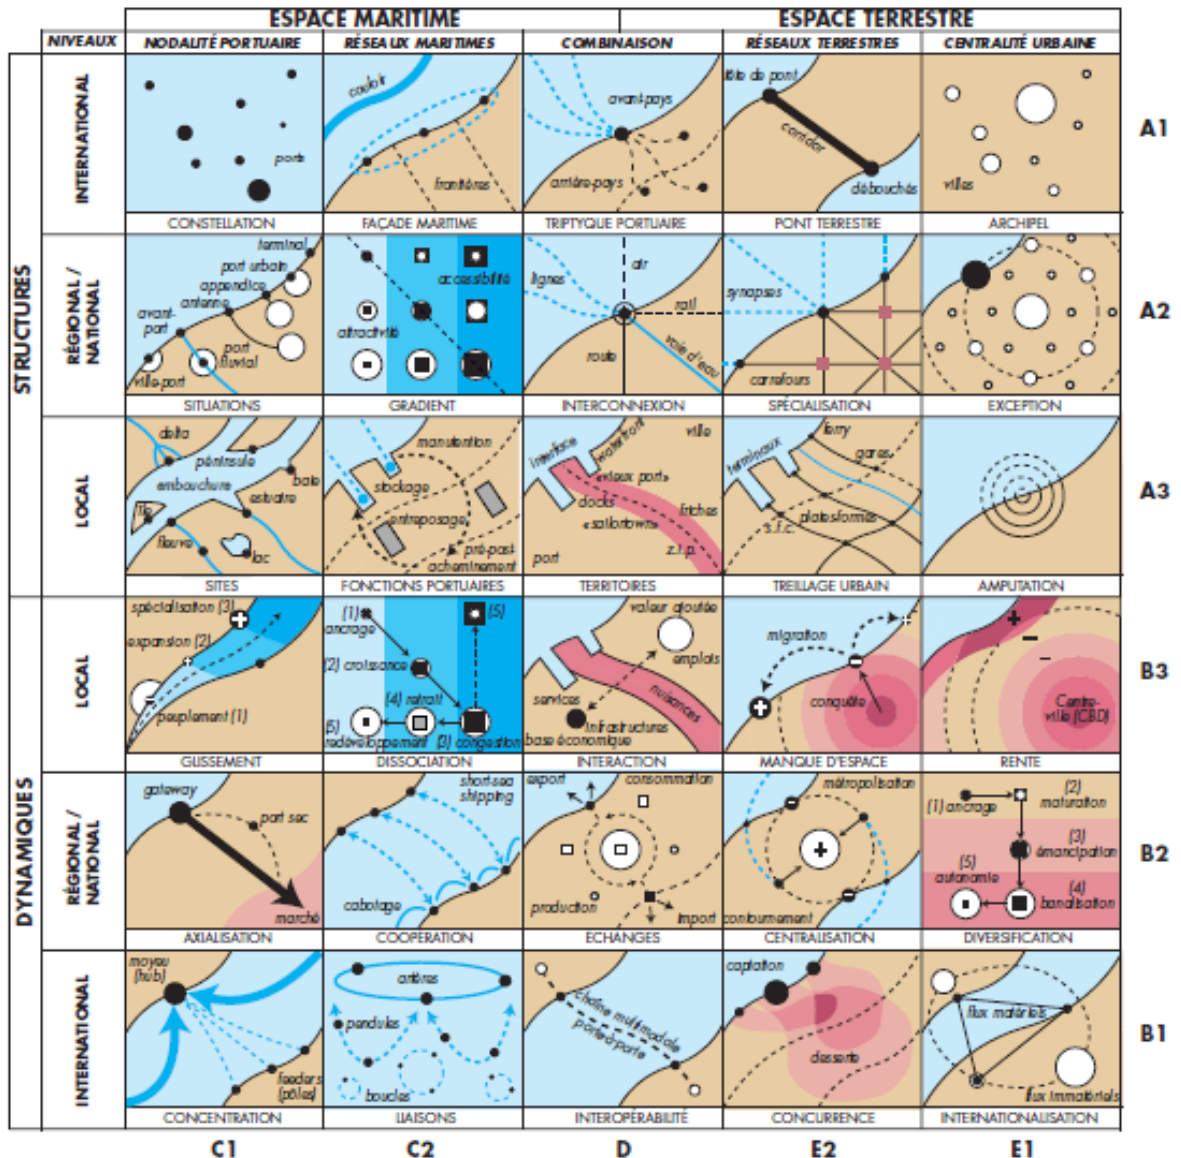 ESPACE MARITIME ESPACE TERRESTRE
NIVEAUX NODALITÉ PORTUAIRE RÉSEAUX MARITIMES COMBINAISON RÉSEAUX TERRESTRES CENTRALITÉ URBAINE
STRUCTURES
INTERNATIONAL
ports
couloir
frontières
avant-pays
arrière-pays
tête de pont
corridor
débouchés
villes
A1
CONSTELLATION FAÇADE MARITIME TRIPTYQUE PORTUAIRE PONT TERRESTRE ARCHIPEL
RÉGIONAL /
NATIONAL
terminal
port urbain
appendice
antenne
avant-
port
port
fluvial
ville-port
accessibilité
attractivité
lignes
air
rail
route
voie d'eau
synapses
carrefours
A2
SITUATIONS GRADIENT INTERCONNEXION SPÉCIALISATION EXCEPTION
LOCAL
delta
péninsule
embouchure
baie
estuaire
île
fleuve
lac
manutention
stockage
entreposage
pré-post
acheminement
interface
waterfront
ville
«vieux port»
docks
friches
«sailortown»
z.i.p.
port
ferry
terminaux
gares
plates-formes
s.f.c.
A3
SITES FONCTIONS PORTUAIRES TERRITOIRES TREILLAGE URBAIN AMPUTATION
DYNAMIQUES
LOCAL
spécialisation (3)
expansion (2)
peuplement (1)
(1)
ancrage
(5)
(2) croissance
(4) retrait
(5)
redéveloppement
(3) congestion
valeur ajoutée
emplois
nuisances
services
infrastructures
base économique
migration
conquête
Centre-
ville (CBD)
B3
GLISSEMENT DISSOCIATION INTERACTION MANQUE D'ESPACE RENTE
RÉGIONAL /
NATIONAL
gateway
port sec
marché
short-sea
shipping
cabotage
export
consommation
production
import
métropolisation
contournement
(1) ancrage
(2)
maturation
(3)
émancipation
(5)
autonomie
(4)
banalisation
B2
AXIALISATION COOPÉRATION ECHANGES CENTRALISATION DIVERSIFICATION
INTERNATIONAL
moyeu
(hub)
feeders
(pôles)
artères
pendules
boucles
chaîne multimodale
porte-à-porte
captation
desserte
flux matériels
flux immatériels
B1
CONCENTRATION LIAISONS INTEROPÉRABILITÉ CONCURRENCE INTERNATIONALISATION
C1 C2 D E2 E1